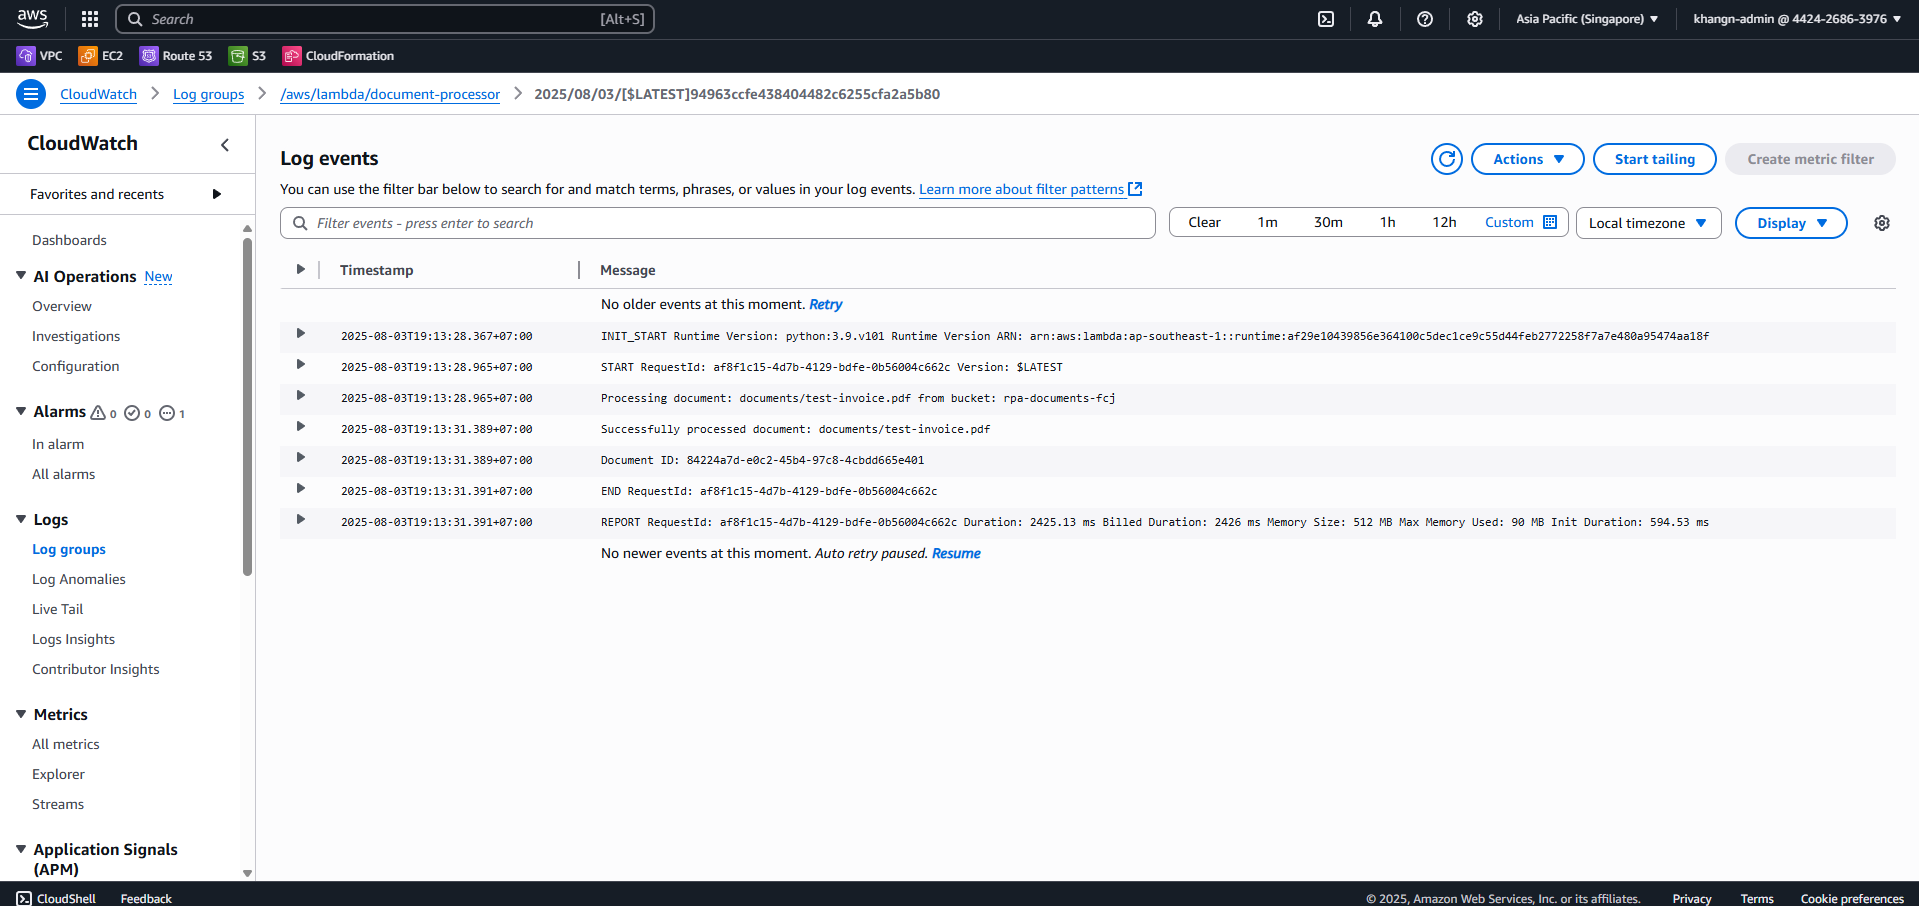 aws
Search [Alt+S]
Asia Pacific (Singapore) khangn-admin @ 4424-2686-3976
VPC EC2 Route 53 S3 CloudFormation
CloudWatch Log groups /aws/lambda/document-processor 2025/08/03/[$LATEST]94963ccfe438404482c6255cfa2a5b80
CloudWatch
Favorites and recents
Dashboards
AI Operations New
Overview
Investigations
Configuration
Alarms 0 0 1
In alarm
All alarms
Logs
Log groups
Log Anomalies
Live Tail
Logs Insights
Contributor Insights
Metrics
All metrics
Explorer
Streams
Application Signals
(APM)
Log events
Actions Start tailing Create metric filter
You can use the filter bar below to search for and match terms, phrases, or values in your log events. Learn more about filter patterns
Filter events - press enter to search
Clear 1m 30m 1h 12h Custom Local timezone Display
Timestamp Message
No older events at this moment. Retry
2025-08-03T19:13:28.367+07:00 INIT_START Runtime Version: python:3.9.v101 Runtime Version ARN: arn:aws:lambda:ap-southeast-1::runtime:af29e10439856e364100c5dec1ce9c55d44feb2772258f7a7e480a95474aa18f
2025-08-03T19:13:28.965+07:00 START RequestId: af8f1c15-4d7b-4129-bdfe-0b56004c662c Version: $LATEST
2025-08-03T19:13:28.965+07:00 Processing document: documents/test-invoice.pdf from bucket: rpa-documents-fcj
2025-08-03T19:13:31.389+07:00 Successfully processed document: documents/test-invoice.pdf
2025-08-03T19:13:31.389+07:00 Document ID: 84224a7d-e0c2-45b4-97c8-4cbdd665e401
2025-08-03T19:13:31.391+07:00 END RequestId: af8f1c15-4d7b-4129-bdfe-0b56004c662c
2025-08-03T19:13:31.391+07:00 REPORT RequestId: af8f1c15-4d7b-4129-bdfe-0b56004c662c Duration: 2425.13 ms Billed Duration: 2426 ms Memory Size: 512 MB Max Memory Used: 90 MB Init Duration: 594.53 ms
No newer events at this moment. Auto retry paused. Resume
CloudShell Feedback
© 2025, Amazon Web Services, Inc. or its affiliates. Privacy Terms Cookie preferences